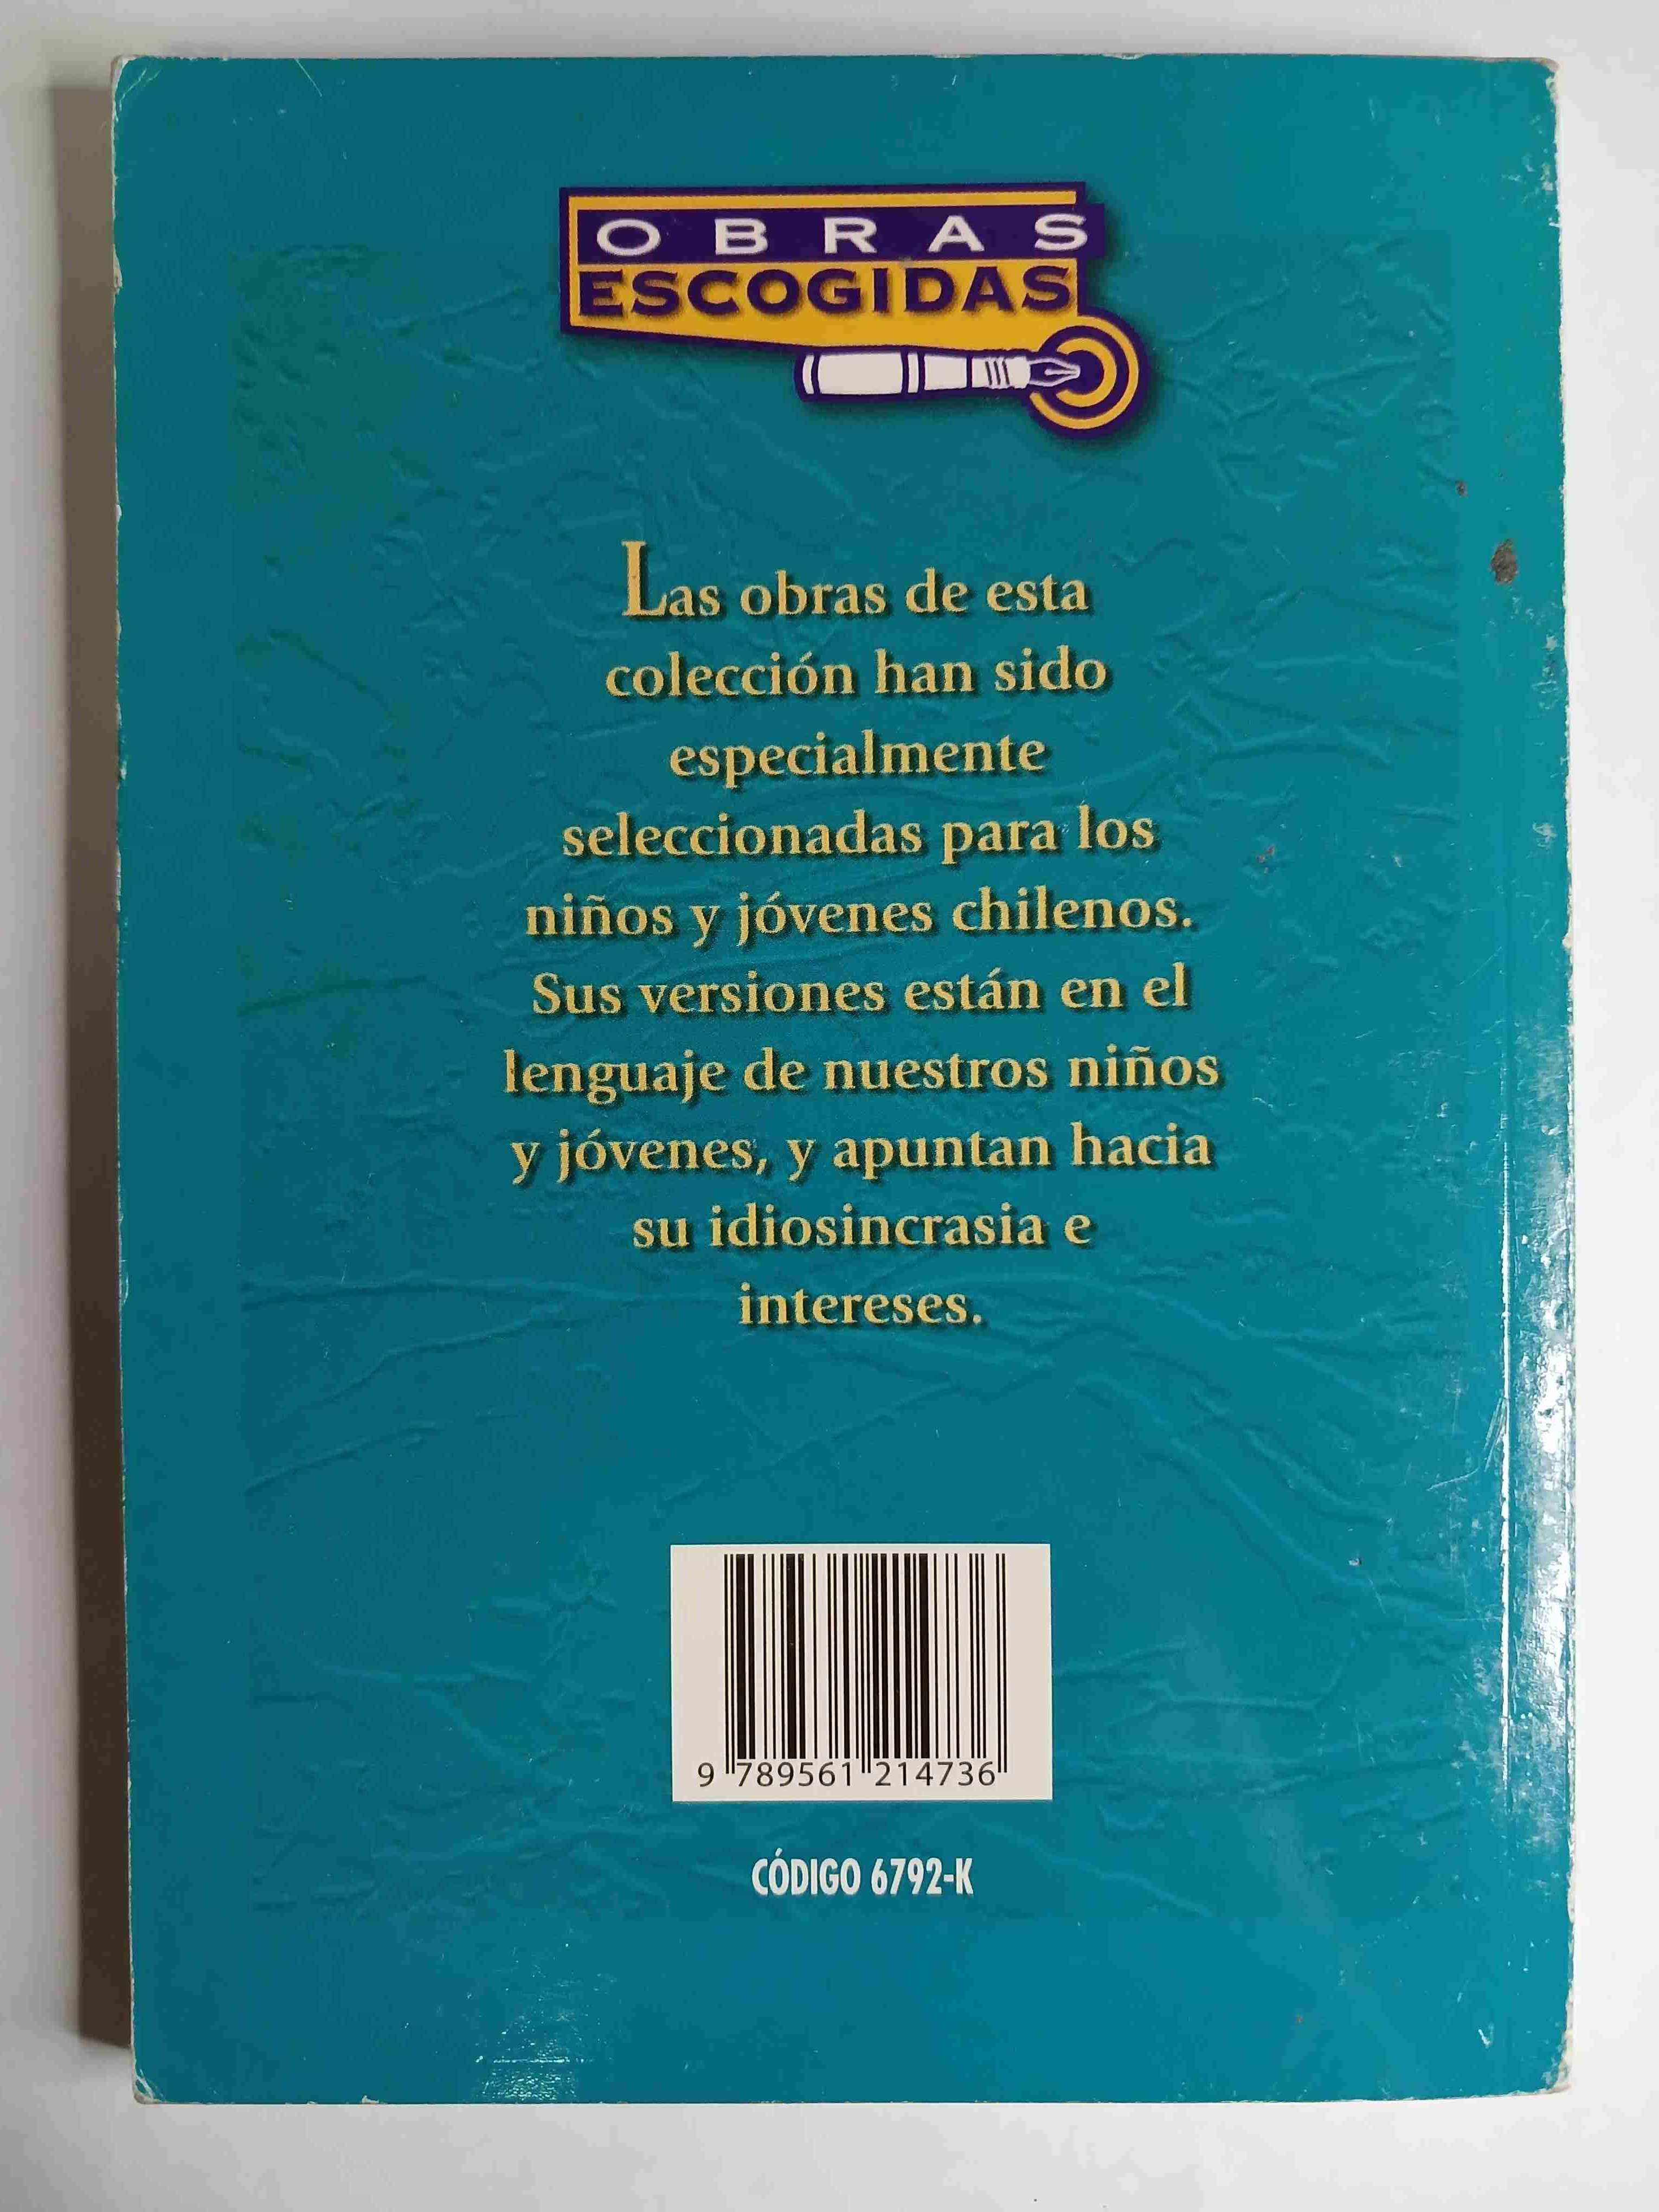 OBRAS
ESCOGIDAS
Las obras de esta
colección han sido
especialmente
seleccionadas para los
niños y jóvenes chilenos.
Sus versiones están en el
lenguaje de nuestros niños
y jóvenes, y apuntan hacia
su idiosincrasia e
intereses.
9 789561 214736
CÓDIGO 6792-K